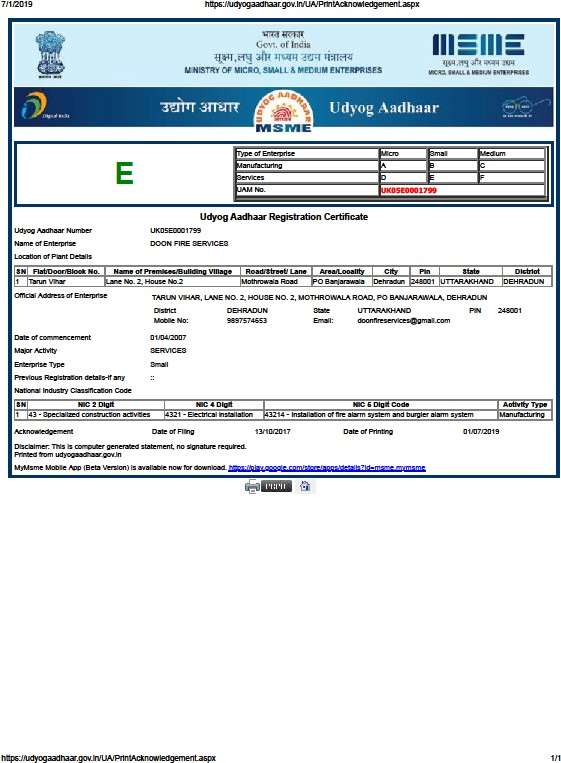 7/1/2019 https://udyogaadhaar.gov.in/UA/PrintAcknowledgement.aspx
भारत सरकार
Govt. of India
सूक्ष्म,लघु और मध्यम उद्यम मंत्रालय
MINISTRY OF MICRO, SMALL & MEDIUM ENTERPRISES
MSME
सूक्ष्म, लघु और मध्यम उद्यम
MICRO, SMALL & MEDIUM ENTERPRISES
Digital India
उद्योग आधार
UDYOG AADHAAR
MSME
Udyog Aadhaar
E
Type of Enterprise Micro Small Medium
Manufacturing A B C
Services D E F
UAM No. UK05E0001799
Udyog Aadhaar Registration Certificate
Udyog Aadhaar Number UK05E0001799
Name of Enterprise DOON FIRE SERVICES
Location of Plant Details
SN Flat/Door/Block No. Name of Premises/Building Village Road/Street/ Lane Area/Locality City Pin State District
1 Tarun Vihar Lane No. 2, House No.2 Mothrowala Road PO Banjarawala Dehradun 248001 UTTARAKHAND DEHRADUN
Official Address of Enterprise TARUN VIHAR, LANE NO. 2, HOUSE NO. 2, MOTHROWALA ROAD, PO BANJARAWALA, DEHRADUN
District DEHRADUN State UTTARAKHAND PIN 248001
Mobile No: 9897574653 Email: doonfireservices@gmail.com
Date of commencement 01/04/2007
Major Activity SERVICES
Enterprise Type Small
Previous Registration details-if any ::
National Industry Classification Code
SN NIC 2 Digit NIC 4 Digit NIC 5 Digit Code Activity Type
1 43 - Specialized construction activities 4321 - Electrical installation 43214 - Installation of fire alarm system and burgler alarm system Manufacturing
Acknowledgement Date of Filing 13/10/2017 Date of Printing 01/07/2019
Disclaimer: This is computer generated statement, no signature required.
Printed from udyogaadhaar.gov.in
MyMsme Mobile App (Beta Version) is available now for download. https://play.google.com/store/apps/details?id=msme.mymsme
PRINT
https://udyogaadhaar.gov.in/UA/PrintAcknowledgement.aspx 1/1